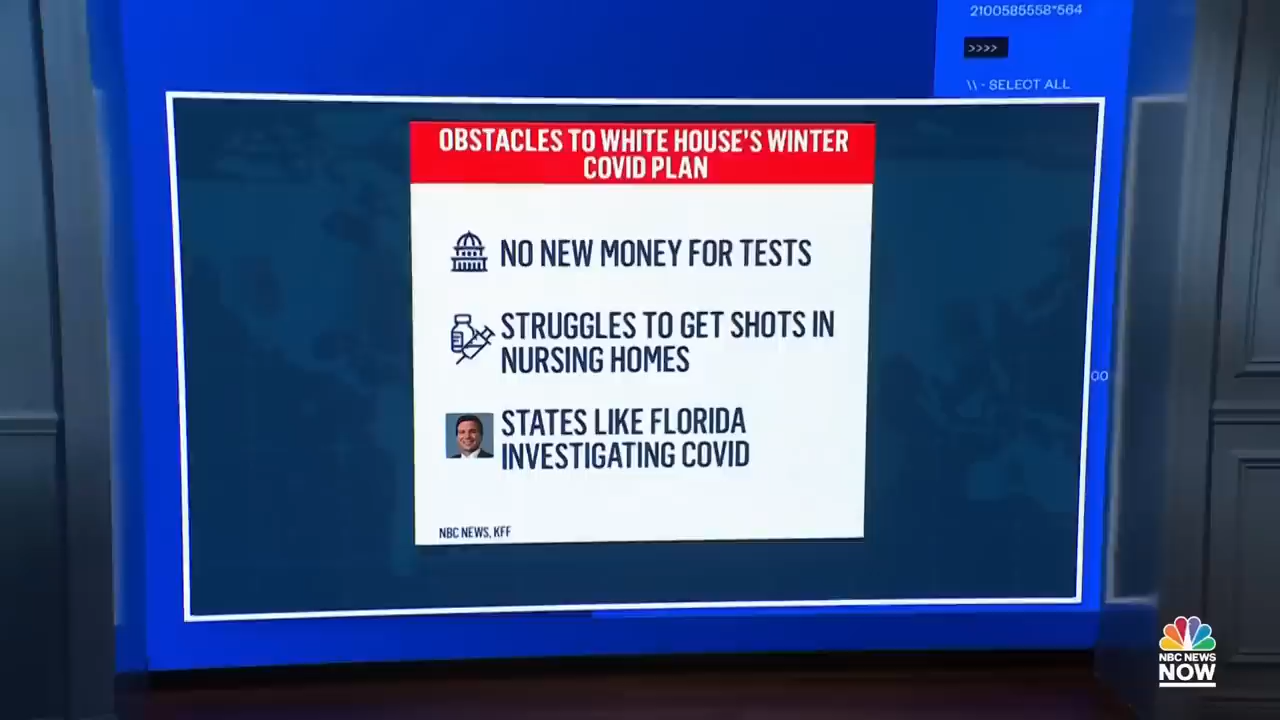 2100585558*564
>>>>
\\ - SELECT ALL
OBSTACLES TO WHITE HOUSE'S WINTER
COVID PLAN
NO NEW MONEY FOR TESTS
STRUGGLES TO GET SHOTS IN
NURSING HOMES
STATES LIKE FLORIDA
INVESTIGATING COVID
NBC NEWS, KFF
00
NBC NEWS
NOW